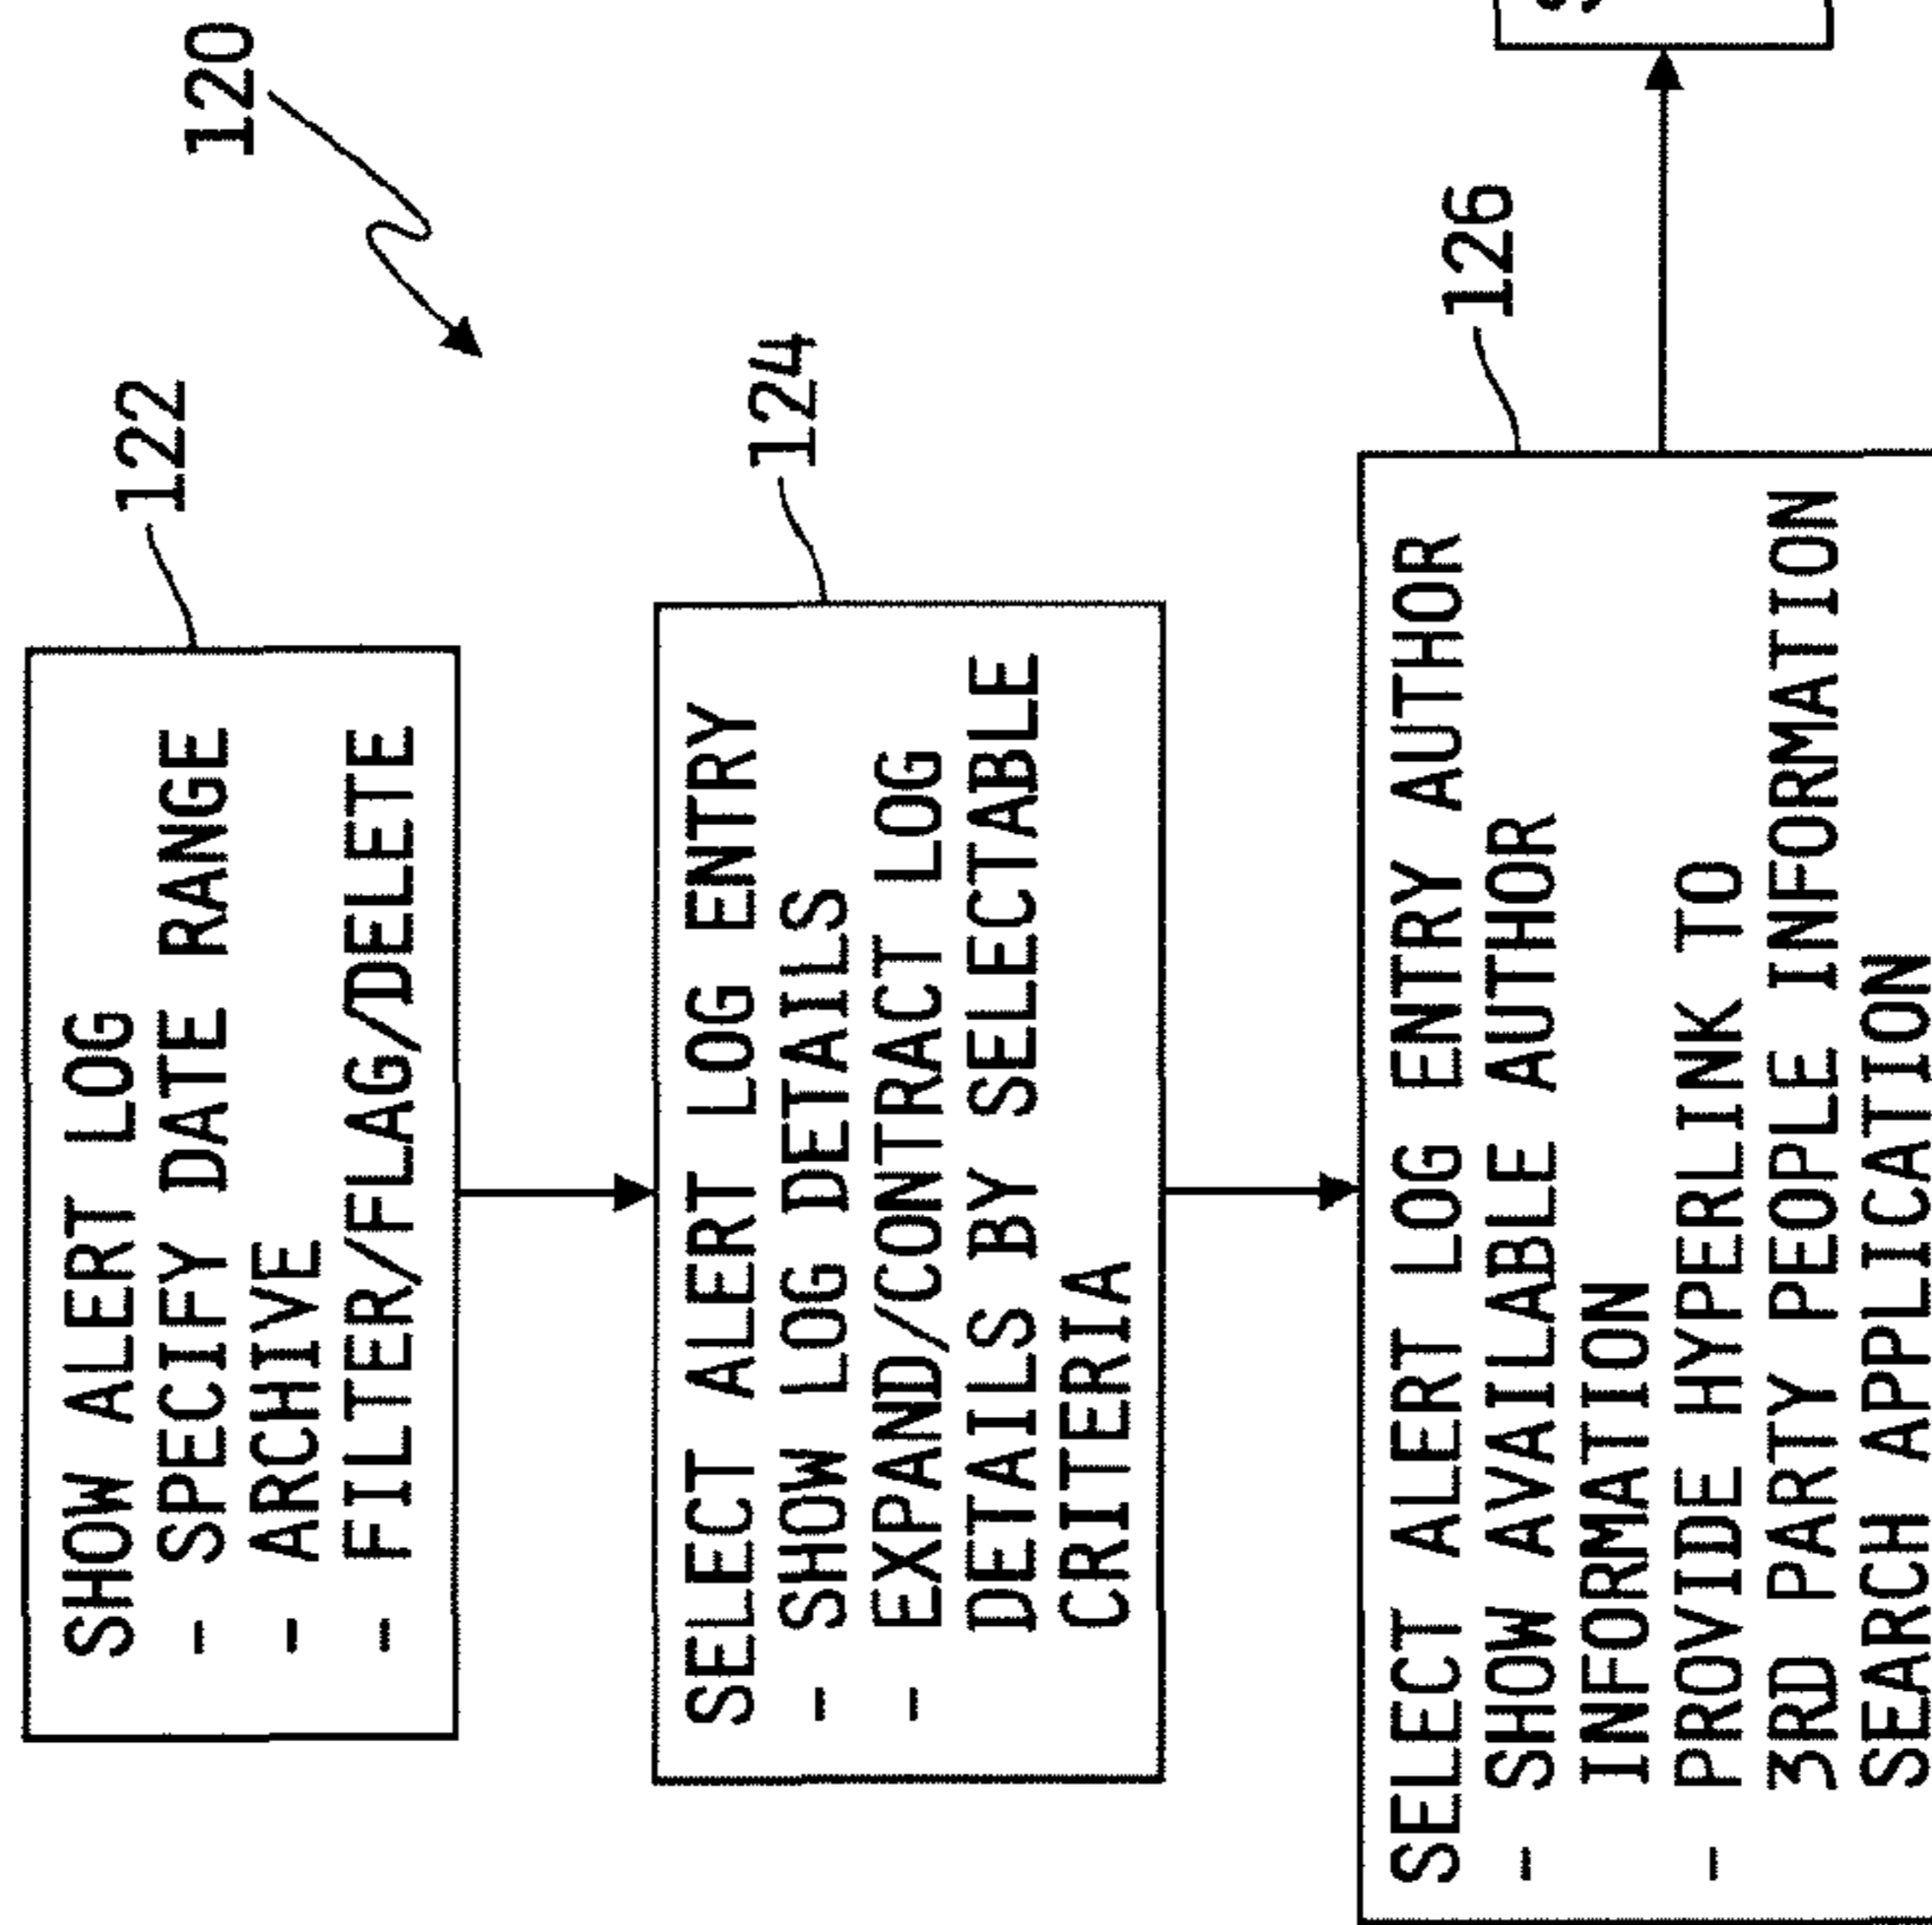 120
122
SHOW ALERT LOG
- SPECIFY DATE RANGE
- ARCHIVE
- FILTER/FLAG/DELETE
124
SELECT ALERT LOG ENTRY
- SHOW LOG DETAILS
- EXPAND/CONTRACT LOG
DETAILS BY SELECTABLE
CRITERIA
126
SELECT ALERT LOG ENTRY AUTHOR
- SHOW AVAILABLE AUTHOR
INFORMATION
- PROVIDE HYPERLINK TO
3RD PARTY PEOPLE INFORMATION
SEARCH APPLICATION